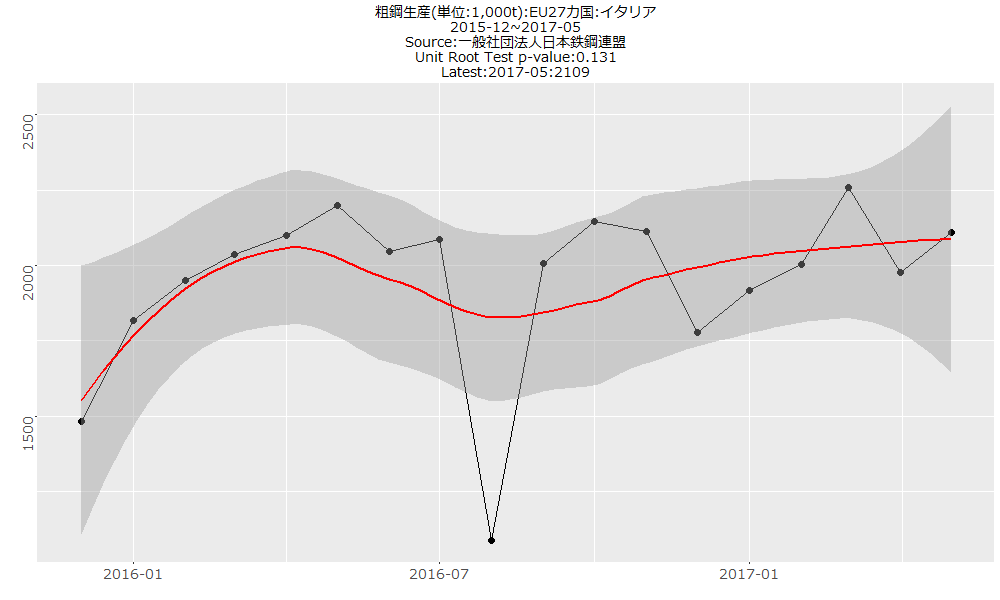 粗鋼生産(単位:1,000t):EU27カ国:イタリア
2015-12~2017-05
Source:一般社団法人日本鉄鋼連盟
Unit Root Test p-value:0.131
Latest:2017-05:2109
2500
2000
1500
2016-01
2016-07
2017-01